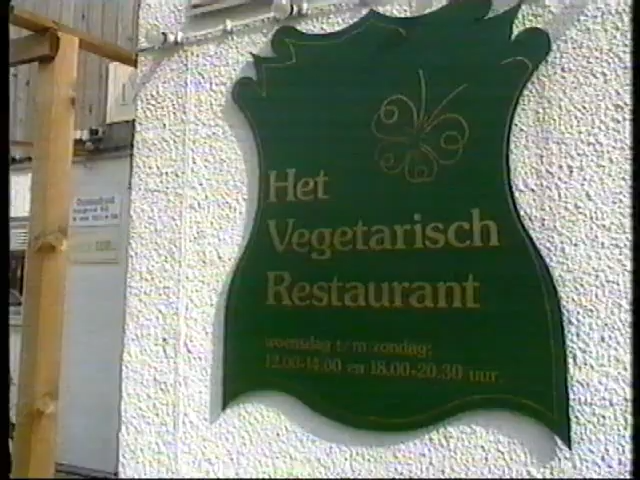 Het
Vegetarisch
Restaurant
woensdag t/m zondag:
12.00-14.00 en 18.00-20.30 uur.